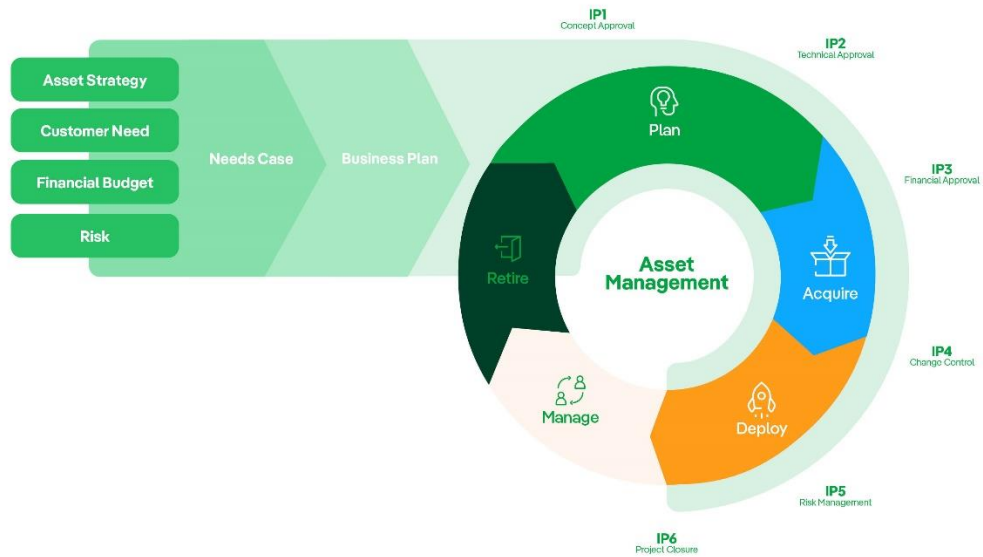 IP1
Concept Approval
IP2
Technical Approval
Asset Strategy
Customer Need
Financial Budget
Risk
Needs Case
Business Plan
Plan
IP3
Financial Approval
Retire
Asset
Management
Acquire
IP4
Change Control
Manage
Deploy
IP5
Risk Management
IP6
Project Closure